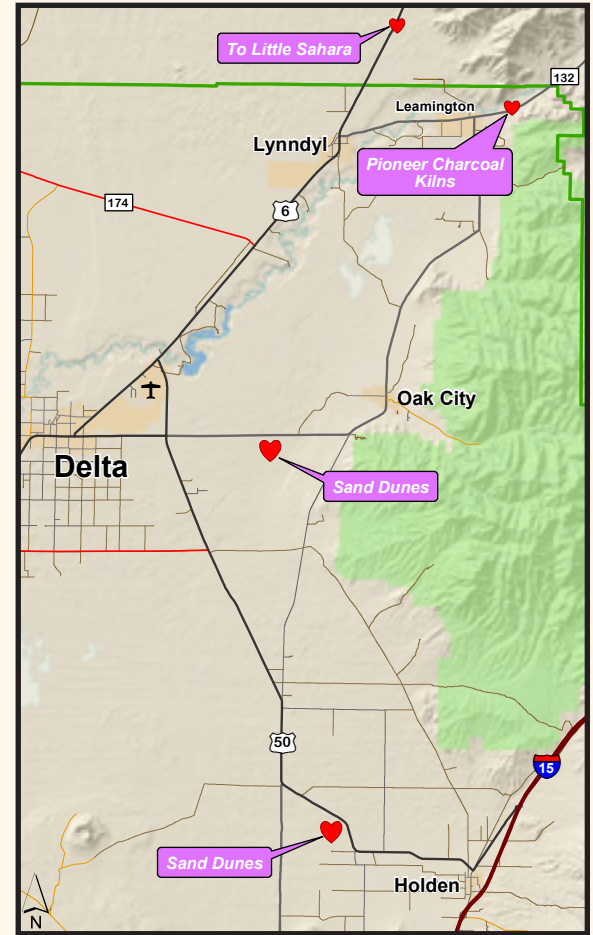 To Little Sahara
132
Leamington
Lynndyl
Pioneer Charcoal
Kilns
174
6
Oak City
Delta
Sand Dunes
50
15
Sand Dunes
Holden
N